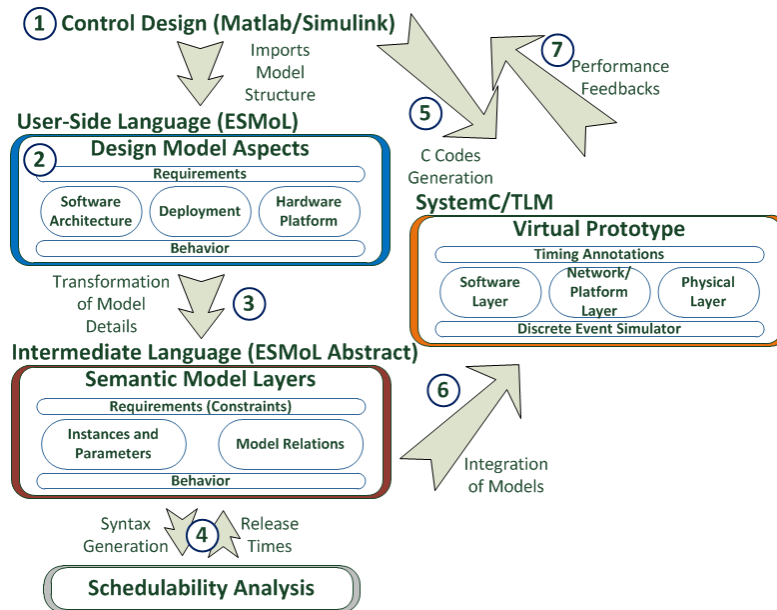 1 Control Design (Matlab/Simulink)
Imports
Model
Structure
User-Side Language (ESMoL)
2 Design Model Aspects
Requirements
Software
Architecture
Deployment
Hardware
Platform
Behavior
Transformation
of Model
Details
3
Intermediate Language (ESMoL Abstract)
Semantic Model Layers
Requirements (Constraints)
Instances and
Parameters
Model Relations
Behavior
Syntax
Generation
4
Release
Times
Schedulability Analysis
5
C Codes
Generation
7
Performance
Feedbacks
SystemC/TLM
Virtual Prototype
Timing Annotations
Software
Layer
Network/
Platform
Layer
Physical
Layer
Discrete Event Simulator
6
Integration
of Models